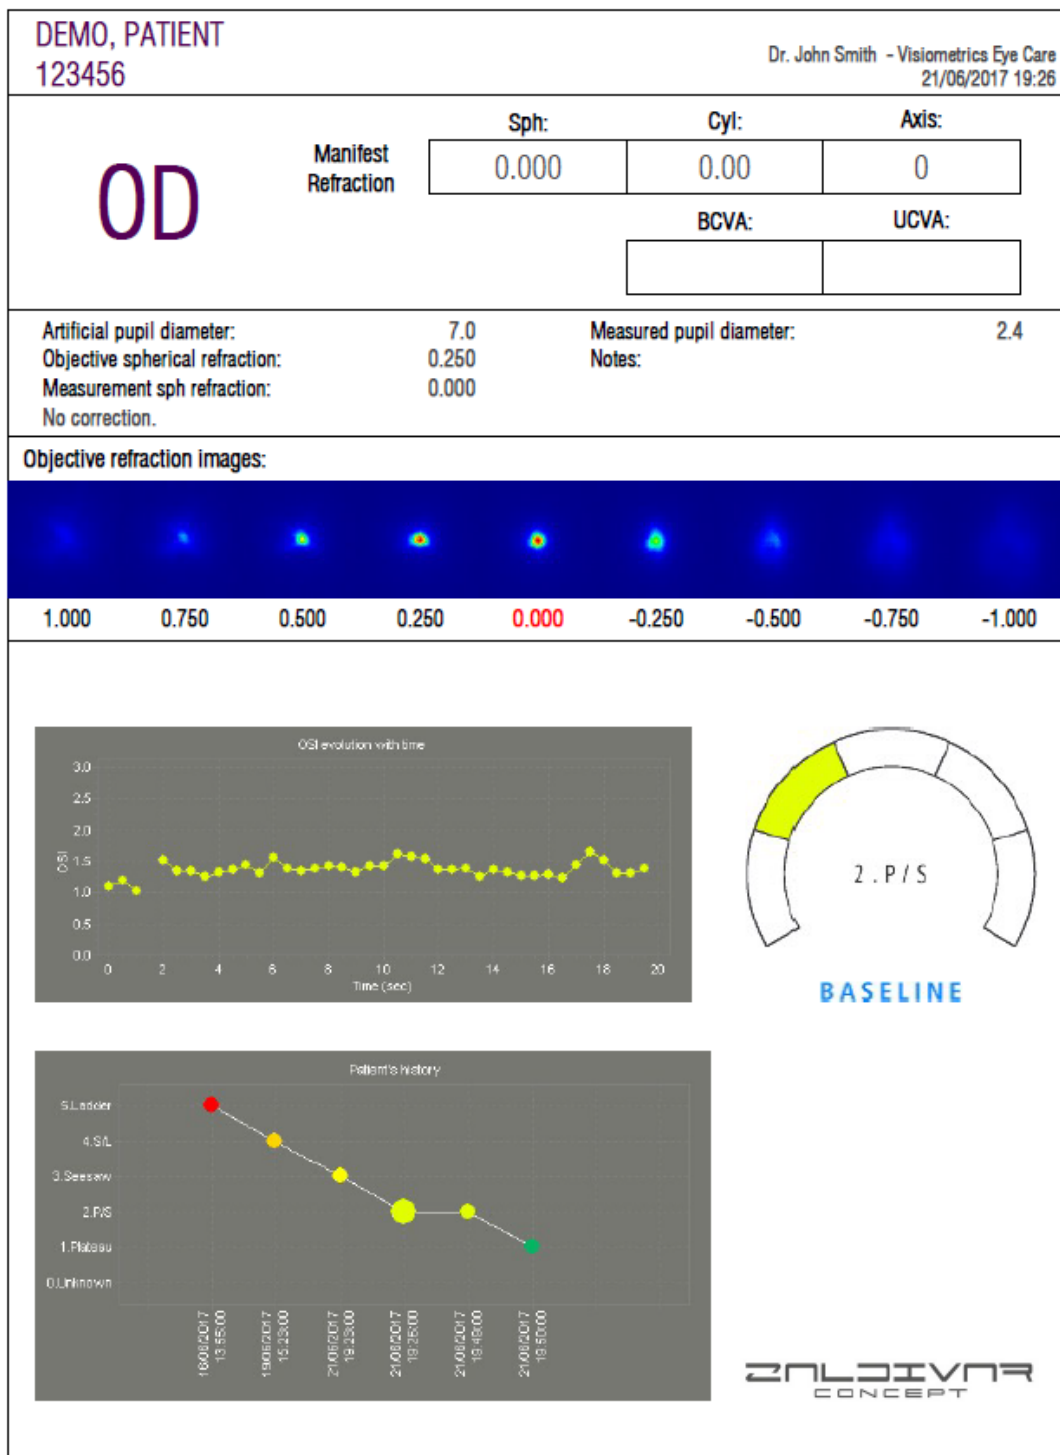 DEMO, PATIENT
123456
Dr. John Smith - Visiometrics Eye Care
21/06/2017 19:26
OD
Manifest Refraction
Sph: Cyl: Axis:
0.000 0.00 0
BCVA: UCVA:
Artificial pupil diameter: 7.0 Measured pupil diameter: 2.4
Objective spherical refraction: 0.250 Notes:
Measurement sph refraction: 0.000
No correction.
Objective refraction images:
1.000 0.750 0.500 0.250 0.000 -0.250 -0.500 -0.750 -1.000
OSI evolution with time
3.0
2.5
2.0
1.5
1.0
0.5
0.0
OSI
0 2 4 6 8 10 12 14 16 18 20
Time (sec)
2.P/S
BASELINE
Patient's history
5.Ladder
4.S/L
3.Seesaw
2.P/S
1.Plateau
0.Unknown
16/06/2017 13:55:00
19/06/2017 15:23:00
21/06/2017 19:23:00
21/06/2017 19:26:00
21/06/2017 19:49:00
21/06/2017 19:50:00
ZALDIVAR
CONCEPT